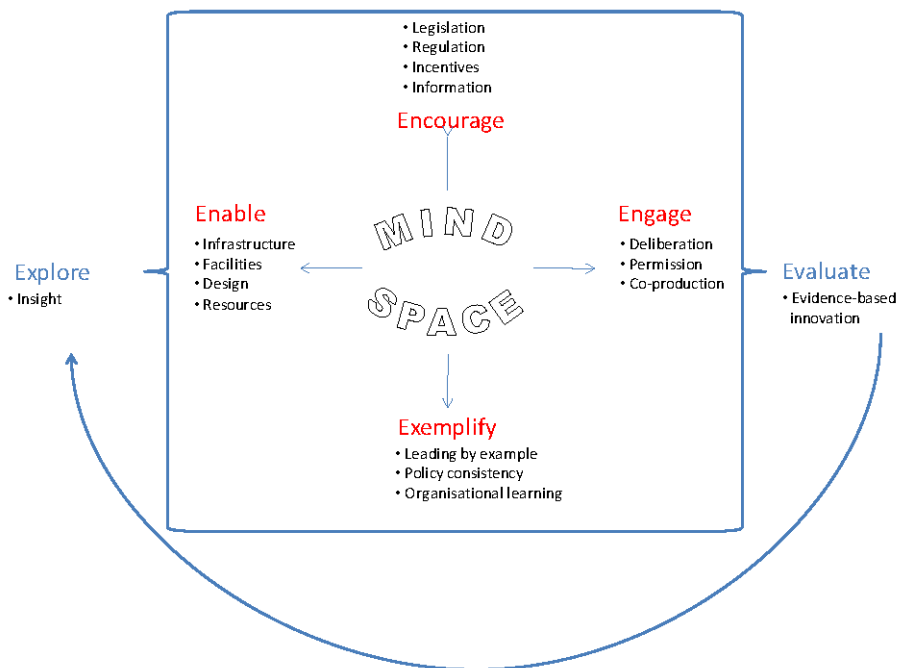 • Legislation
• Regulation
• Incentives
• Information
Encourage
Enable
• Infrastructure
• Facilities
• Design
• Resources
MIND
SPACE
Engage
• Deliberation
• Permission
• Co-production
Explore
• Insight
Evaluate
• Evidence-based
innovation
Exemplify
• Leading by example
• Policy consistency
• Organisational learning